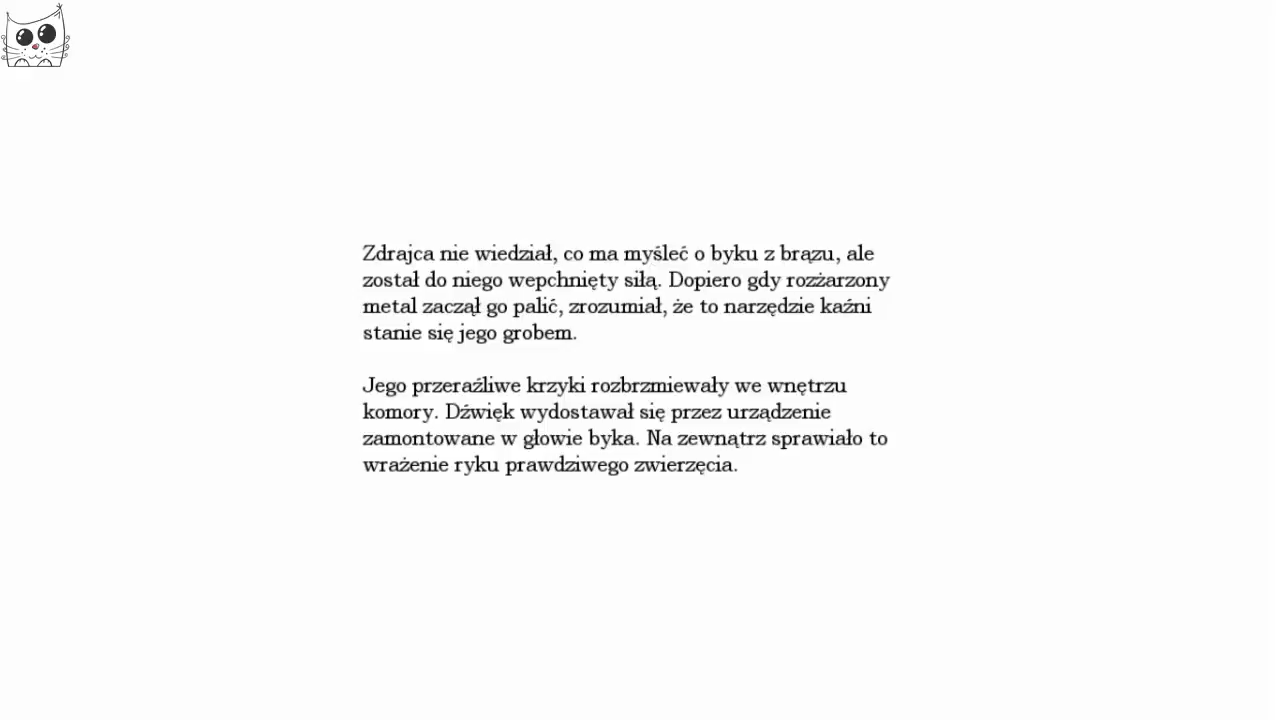 Zdrajca nie wiedział, co ma myśleć o byku z brązu, ale
został do niego wepchnięty siłą. Dopiero gdy rozżarzony
metal zaczął go palić, zrozumiał, że to narzędzie kaźni
stanie się jego grobem.
Jego przeraźliwe krzyki rozbrzmiewały we wnętrzu
komory. Dźwięk wydostawał się przez urządzenie
zamontowane w głowie byka. Na zewnątrz sprawiało to
wrażenie ryku prawdziwego zwierzęcia.